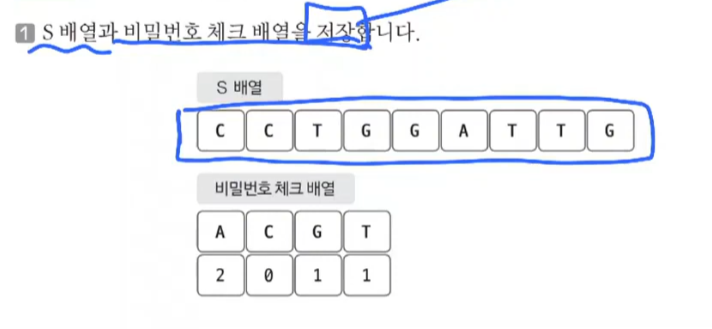 1 S 배열과 비밀번호 체크 배열을 저장합니다.
S 배열
C C T G G A T T G
비밀번호 체크 배열
A C G T
2 0 1 1